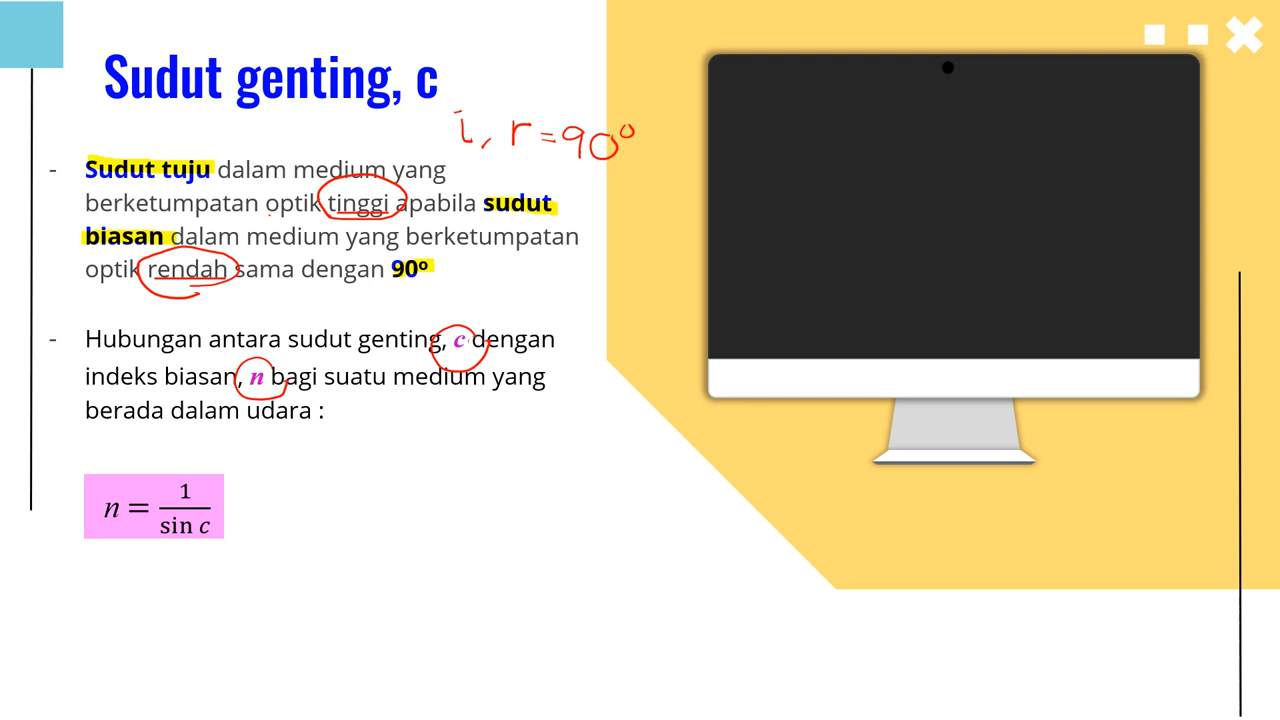 Sudut genting, c
i, r = 90°
- Sudut tuju dalam medium yang
berketumpatan optik tinggi apabila sudut
biasan dalam medium yang berketumpatan
optik rendah sama dengan 90º
- Hubungan antara sudut genting, c dengan
indeks biasan, n bagi suatu medium yang
berada dalam udara :
n = 1/sin c